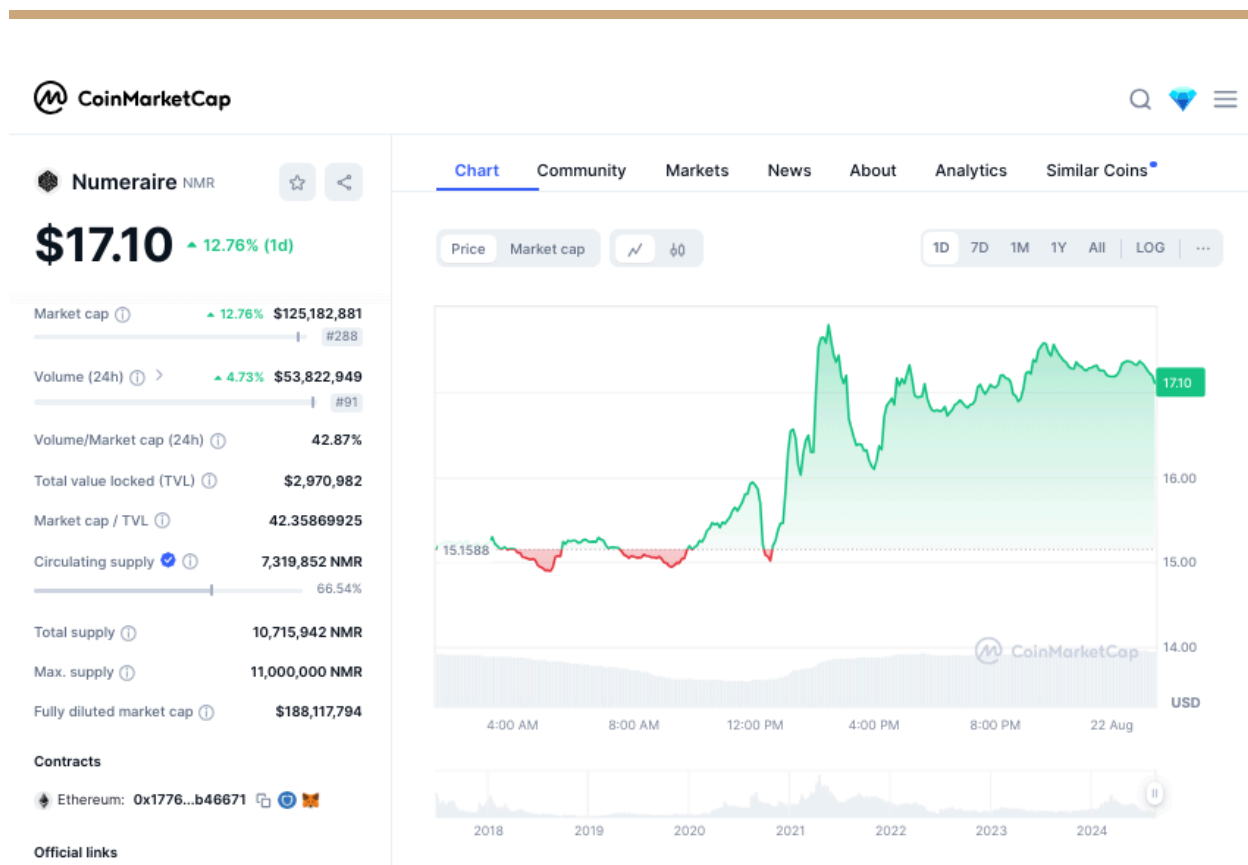 CoinMarketCap
Numeraire NMR
$17.10 12.76% (1d)
Market cap 12.76% $125,182,881
#288
Volume (24h) 4.73% $53,822,949
#91
Volume/Market cap (24h) 42.87%
Total value locked (TVL) $2,970,982
Market cap / TVL 42.35869925
Circulating supply 7,319,852 NMR
66.54%
Total supply 10,715,942 NMR
Max. supply 11,000,000 NMR
Fully diluted market cap $188,117,794
Contracts
Ethereum: 0x1776...b46671
Official links
Chart Community Markets News About Analytics Similar Coins
Price Market cap 1D 7D 1M 1Y All LOG ...
17.10
16.00
15.1588
15.00
14.00
CoinMarketCap
USD
4:00 AM 8:00 AM 12:00 PM 4:00 PM 8:00 PM 22 Aug
2018 2019 2020 2021 2022 2023 2024